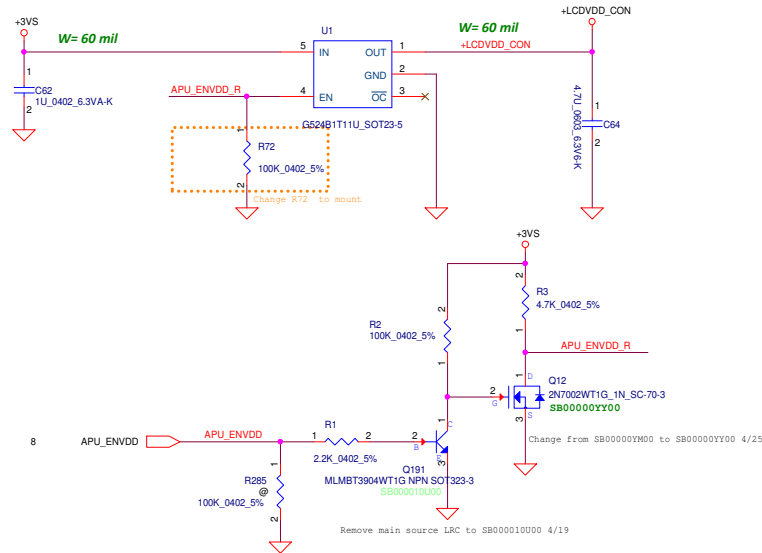 +3VS
W= 60 mil
U1
W= 60 mil
+LCDVDD_CON
5 IN OUT 1
+LCDVDD_CON
GND 2
APU_ENVDD_R
4 EN OC 3
G524B1T11U_SOT23-5
1
C62
1U_0402_6.3VA-K
2
1
R72
100K_0402_5%
2
Change R72 to mount
4.7U_0603_6.3V6-K
1
C64
2
+3VS
2
R3
4.7K_0402_5%
1
2
R2
100K_0402_5%
1
APU_ENVDD_R
1 D
Q12
2N7002WT1G_1N_SC-70-3
SB00000YY00
2
G
S
3
Change from SB00000YM00 to SB00000YY00 4/25
8
APU_ENVDD
APU_ENVDD
R1
1 2
2.2K_0402_5%
2
B
1
C
E
3
Q191
MLMBT3904WT1G NPN SOT323-3
SB000010U00
1
R285
@
100K_0402_5%
2
Remove main source LRC to SB000010U00 4/19